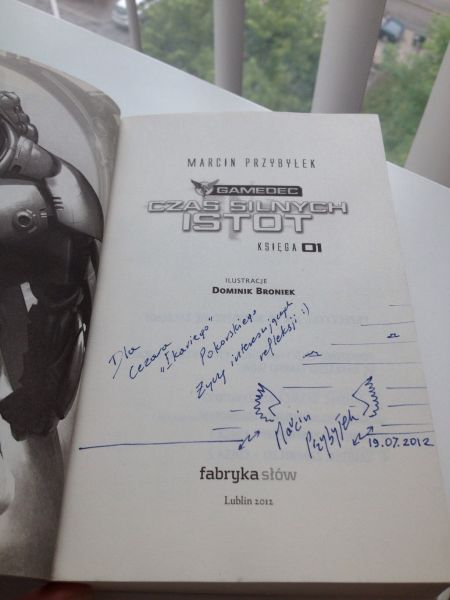 MARCIN PRZYBYŁEK
GAMEDEC
CZAS SILNYCH
ISTOT
KSIĘGA 01
ILUSTRACJE
DOMINIK BRONIEK
Dla
Cezara
„Ikariego"
Pokorskiego
Życzę interesujących
refleksji :)
Marcin
Przybyłek
19.07.2012
fabryka słów
Lublin 2012